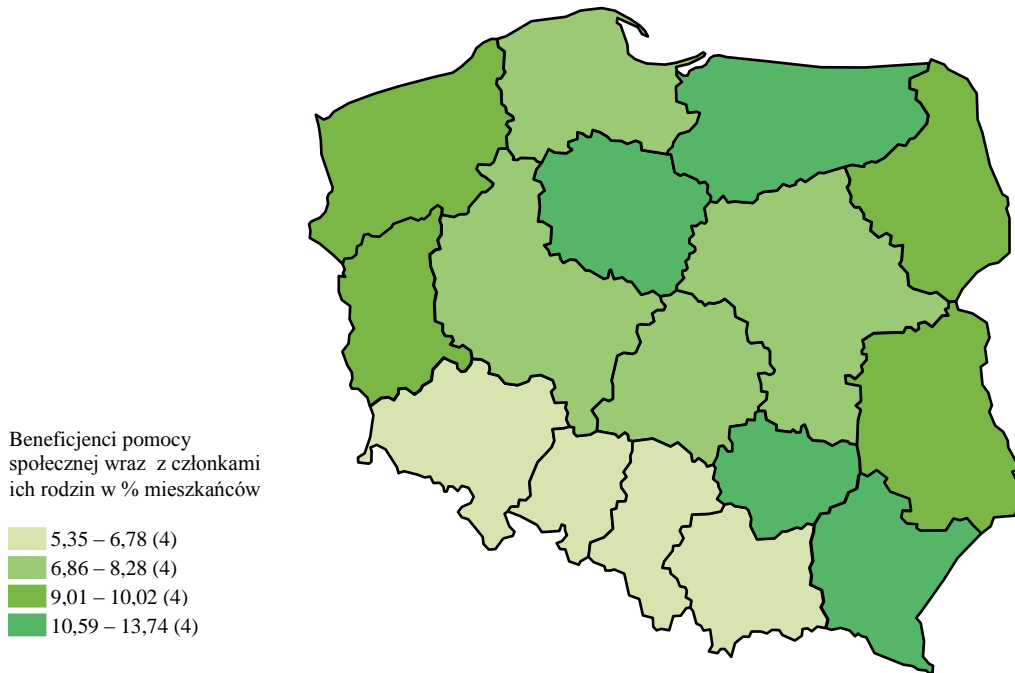 Beneficjenci pomocy
społecznej wraz z członkami
ich rodzin w % mieszkańców
5,35 – 6,78 (4)
6,86 – 8,28 (4)
9,01 – 10,02 (4)
10,59 – 13,74 (4)